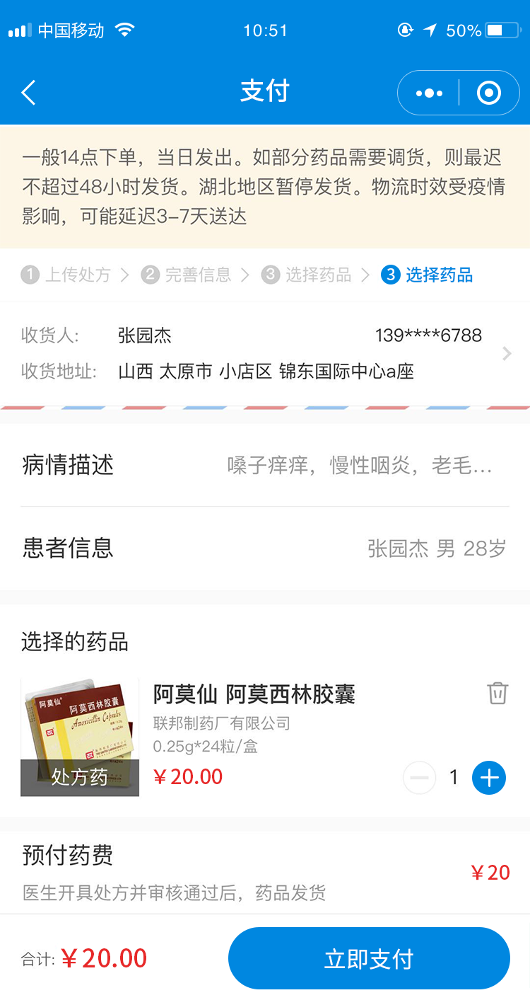 中国移动
10:51
50%
支付
一般14点下单，当日发出。如部分药品需要调货，则最迟
不超过48小时发货。湖北地区暂停发货。物流时效受疫情
影响，可能延迟3-7天送达
1 上传处方 2 完善信息 3 选择药品 3 选择药品
收货人: 张园杰 139****6788
收货地址: 山西 太原市 小店区 锦东国际中心a座
病情描述 嗓子痒痒，慢性咽炎，老毛...
患者信息 张园杰 男 28岁
选择的药品
阿莫仙
阿莫西林胶囊
Amoxicillin Capsules
处方药
阿莫仙 阿莫西林胶囊
联邦制药厂有限公司
0.25g*24粒/盒
￥20.00
1
预付药费
￥20
医生开具处方并审核通过后，药品发货
合计: ￥20.00
立即支付